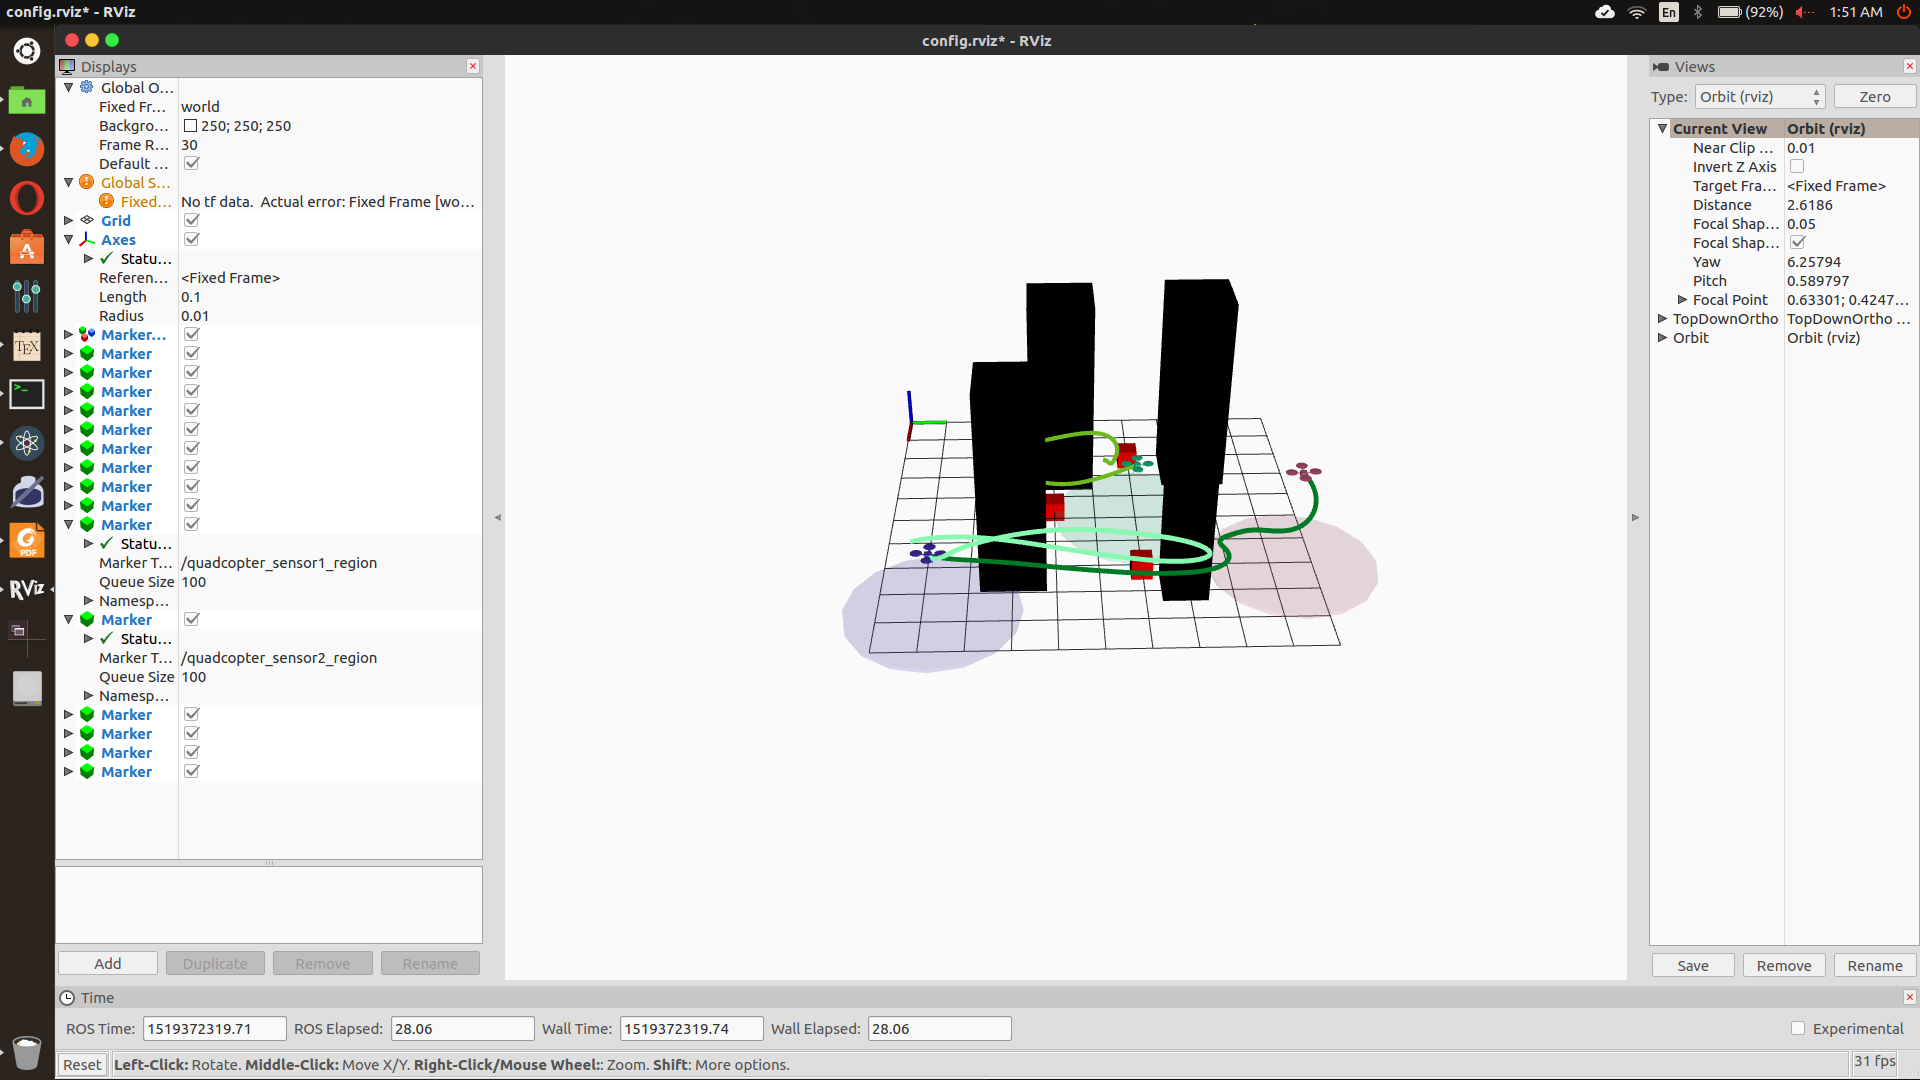 config.rviz* - RViz
En (92%) 1:51 AM
config.rviz* - RViz
Displays
Global O...
Fixed Fr... world
Backgro... 250; 250; 250
Frame R... 30
Default ...
Global S...
Fixed... No tf data.  Actual error: Fixed Frame [wo...
Grid
Axes
Statu...
Referen... <Fixed Frame>
Length 0.1
Radius 0.01
Marker...
Marker
Marker
Marker
Marker
Marker
Marker
Marker
Marker
Marker
Marker
Statu...
Marker T... /quadcopter_sensor1_region
Queue Size 100
Namesp...
Marker
Statu...
Marker T... /quadcopter_sensor2_region
Queue Size 100
Namesp...
Marker
Marker
Marker
Marker
Add Duplicate Remove Rename
Views
Type: Orbit (rviz) Zero
Current View Orbit (rviz)
Near Clip ... 0.01
Invert Z Axis
Target Fra... <Fixed Frame>
Distance 2.6186
Focal Shap... 0.05
Focal Shap...
Yaw 6.25794
Pitch 0.589797
Focal Point 0.63301; 0.4247...
TopDownOrtho TopDownOrtho ...
Orbit Orbit (rviz)
Save Remove Rename
TEX
PDF
RViz
Time
ROS Time: 1519372319.71 ROS Elapsed: 28.06 Wall Time: 1519372319.74 Wall Elapsed: 28.06 Experimental
Reset Left-Click: Rotate. Middle-Click: Move X/Y. Right-Click/Mouse Wheel:: Zoom. Shift: More options. 31 fps